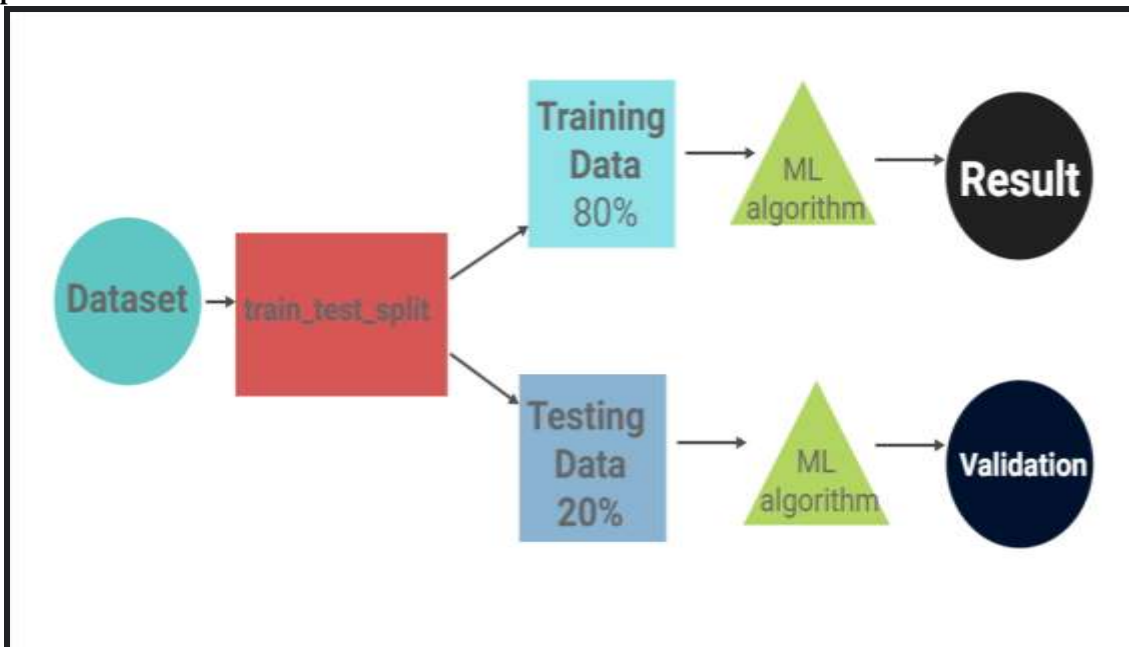 Dataset
train_test_split
Training
Data
80%
ML
algorithm
Result
Testing
Data
20%
ML
algorithm
Validation